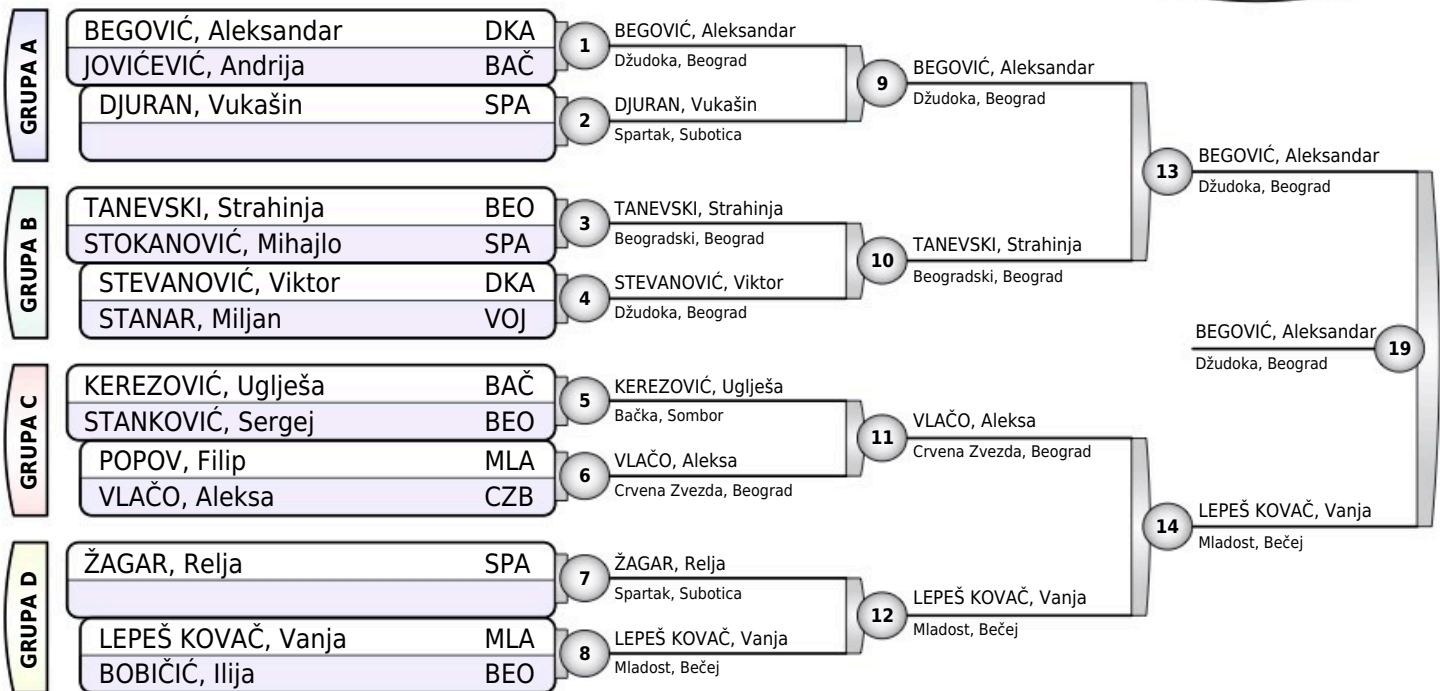 GRUPA A
BEGOVIĆ, Aleksandar DKA
JOVIĆEVIĆ, Andrija BAČ
DJURAN, Vukašin SPA
1
BEGOVIĆ, Aleksandar
Džudoka, Beograd
2
DJURAN, Vukašin
Spartak, Subotica
9
BEGOVIĆ, Aleksandar
Džudoka, Beograd
GRUPA B
TANEVSKI, Strahinja BEO
STOKANOVIĆ, Mihajlo SPA
STEVANOVIĆ, Viktor DKA
STANAR, Miljan VOJ
3
TANEVSKI, Strahinja
Beogradski, Beograd
4
STEVANOVIĆ, Viktor
Džudoka, Beograd
10
TANEVSKI, Strahinja
Beogradski, Beograd
13
BEGOVIĆ, Aleksandar
Džudoka, Beograd
GRUPA C
KEREZOVIĆ, Uglješa BAČ
STANKOVIĆ, Sergej BEO
POPOV, Filip MLA
VLAČO, Aleksa CZB
5
KEREZOVIĆ, Uglješa
Bačka, Sombor
6
VLAČO, Aleksa
Crvena Zvezda, Beograd
11
VLAČO, Aleksa
Crvena Zvezda, Beograd
GRUPA D
ŽAGAR, Relja SPA
LEPEŠ KOVAČ, Vanja MLA
BOBIČIĆ, Ilija BEO
7
ŽAGAR, Relja
Spartak, Subotica
8
LEPEŠ KOVAČ, Vanja
Mladost, Bečej
12
LEPEŠ KOVAČ, Vanja
Mladost, Bečej
14
LEPEŠ KOVAČ, Vanja
Mladost, Bečej
BEGOVIĆ, Aleksandar
Džudoka, Beograd
19